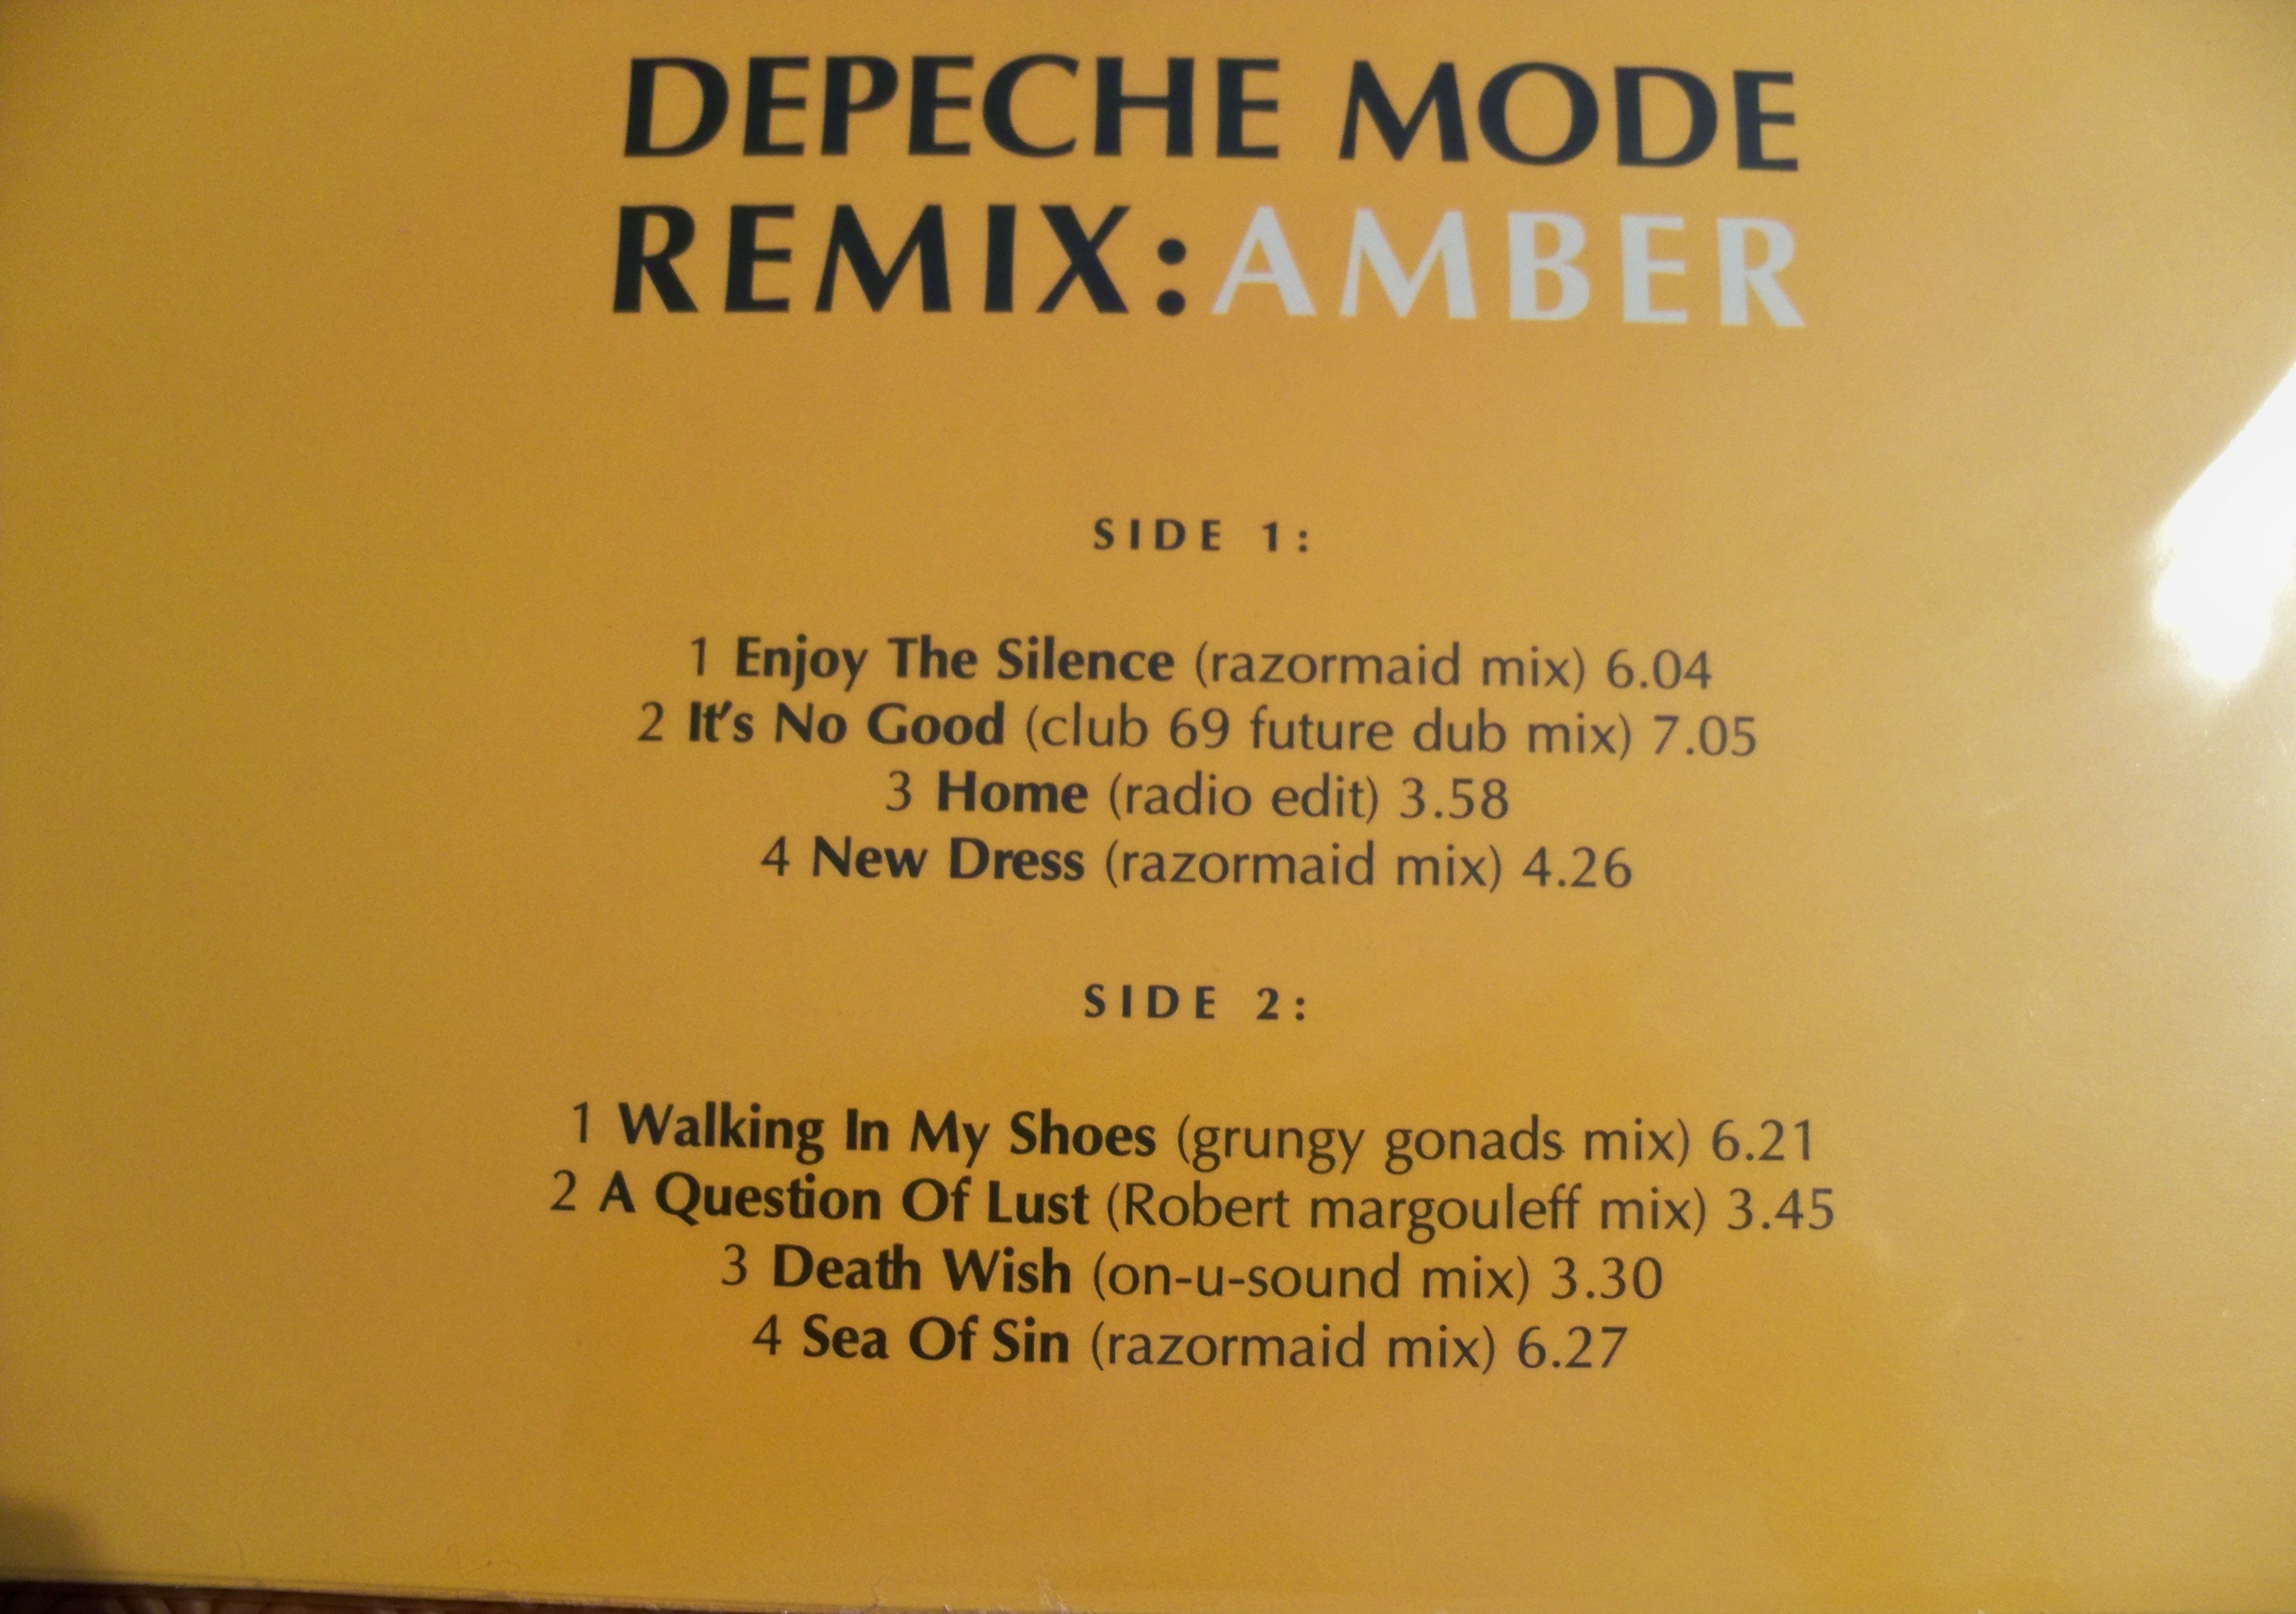 DEPECHE MODE
REMIX:AMBER
SIDE 1:
1 Enjoy The Silence (razormaid mix) 6.04
2 It's No Good (club 69 future dub mix) 7.05
3 Home (radio edit) 3.58
4 New Dress (razormaid mix) 4.26
SIDE 2:
1 Walking In My Shoes (grungy gonads mix) 6.21
2 A Question Of Lust (Robert margouleff mix) 3.45
3 Death Wish (on-u-sound mix) 3.30
4 Sea Of Sin (razormaid mix) 6.27